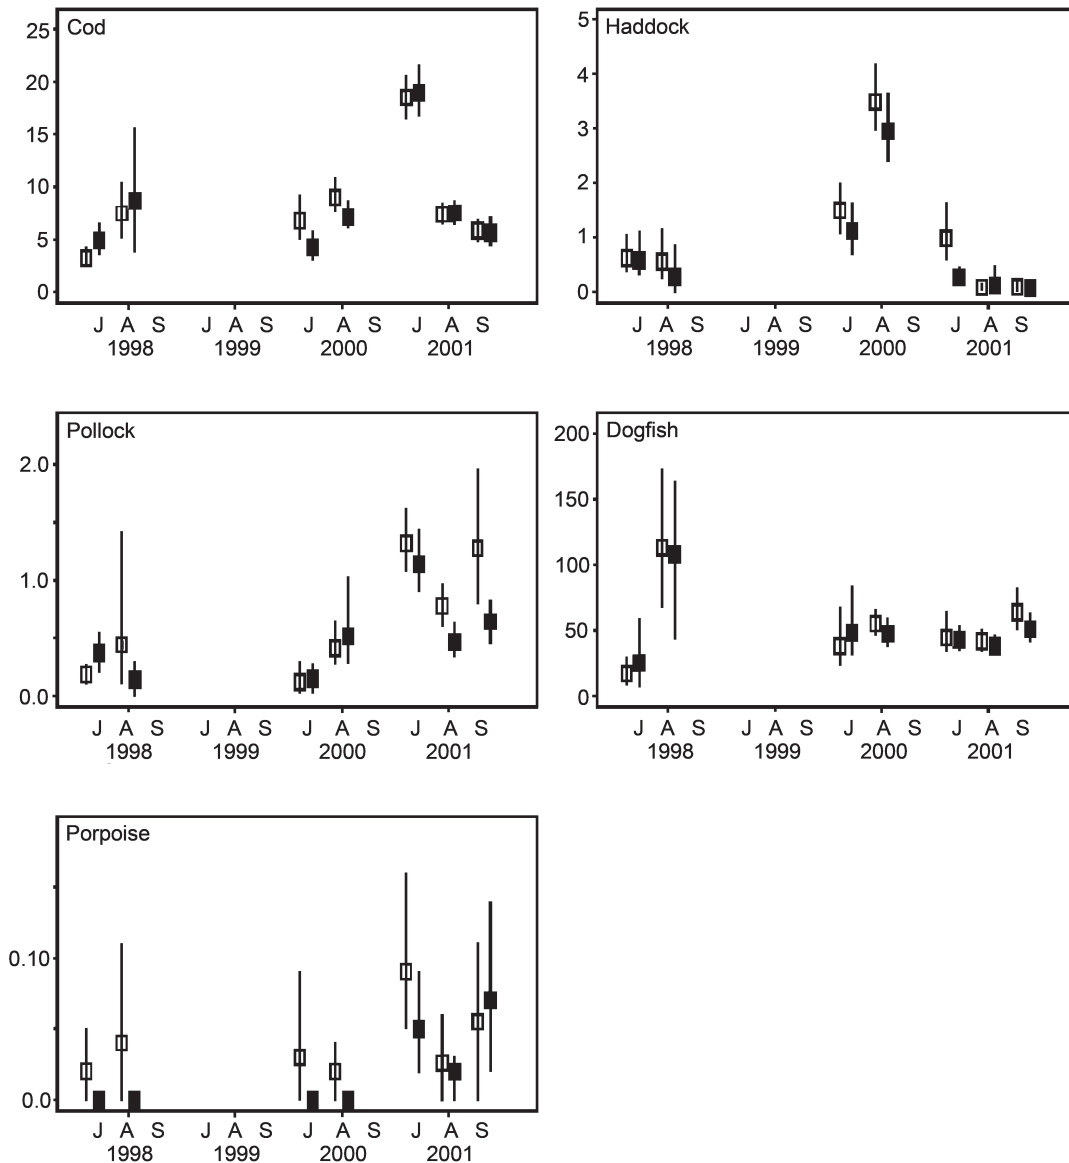 Cod
25
20
15
10
5
0
J A S J A S J A S J A S
1998 1999 2000 2001
Haddock
5
4
3
2
1
0
J A S J A S J A S J A S
1998 1999 2000 2001
Pollock
2.0
1.0
0.0
J A S J A S J A S J A S
1998 1999 2000 2001
Dogfish
200
150
100
50
0
J A S J A S J A S J A S
1998 1999 2000 2001
Porpoise
0.10
0.0
J A S J A S J A S J A S
1998 1999 2000 2001